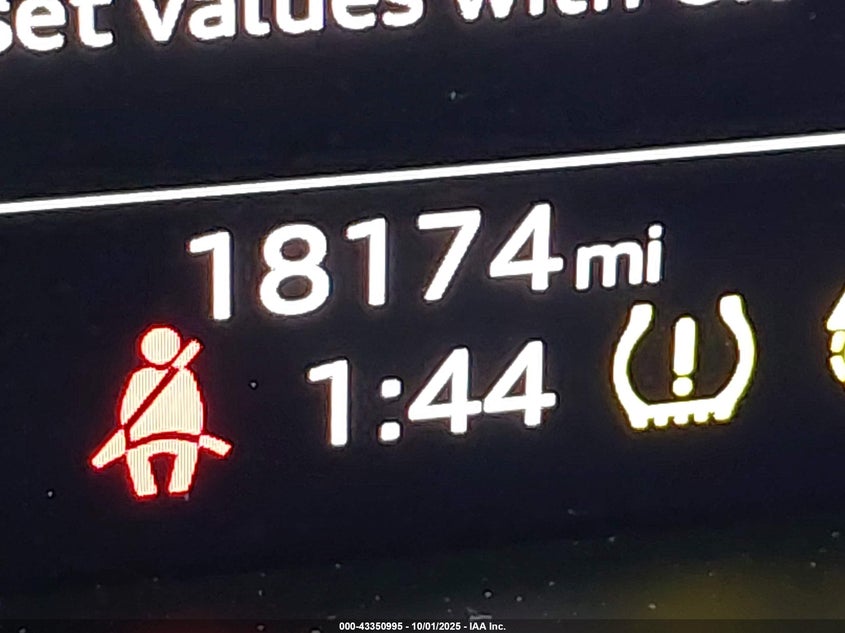 set values with
18174 mi
1:44
000-43350995 - 10/01/2025 - IAA Inc.